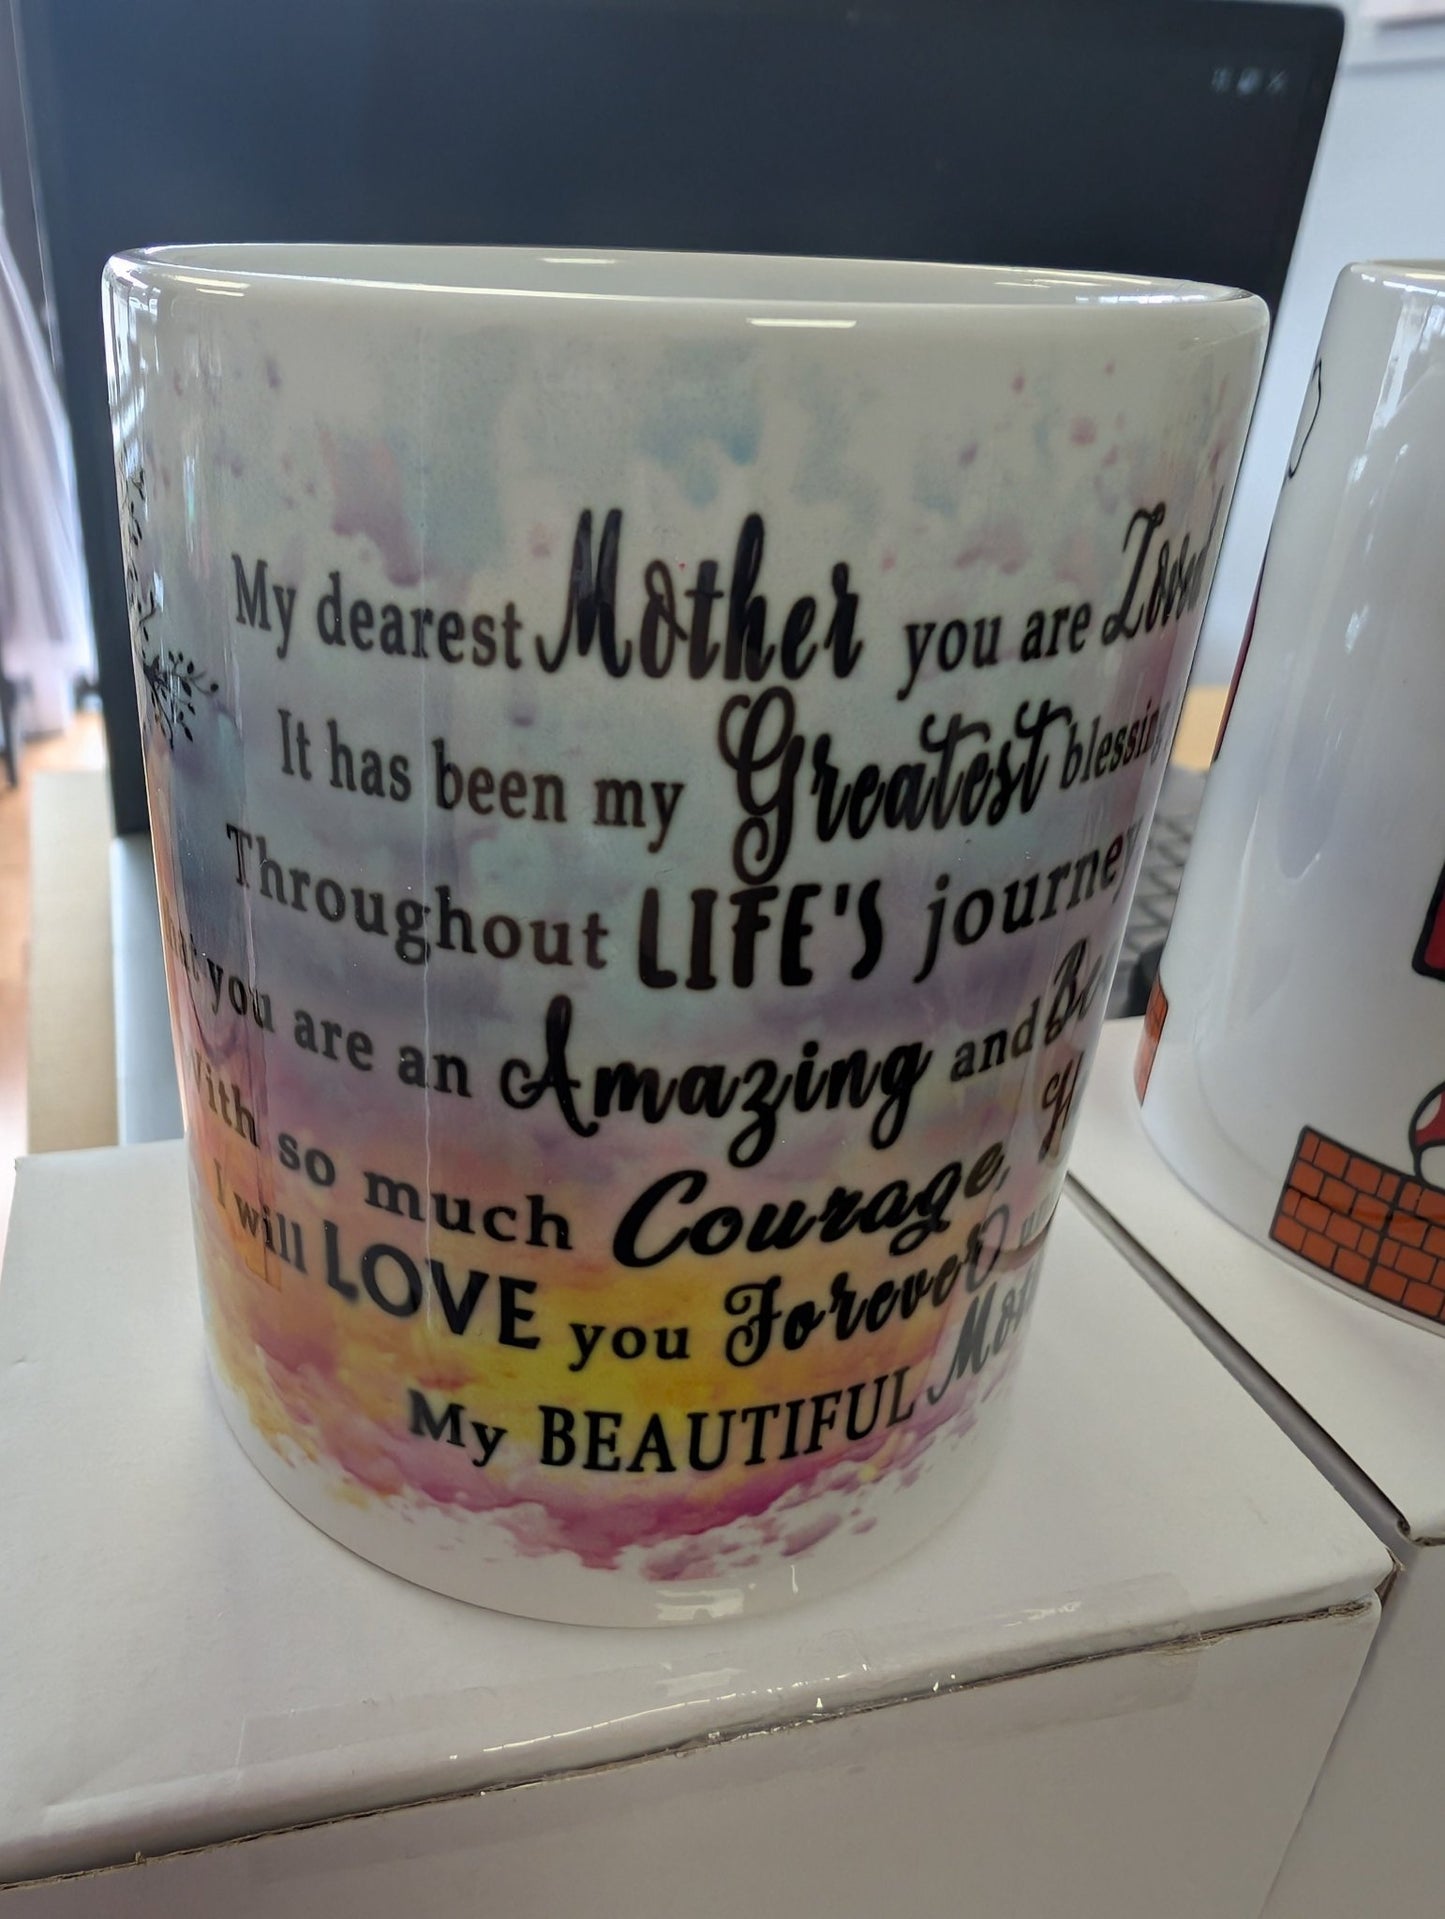 My dearest Mother you are Loved
It has been my Greatest blessing
Throughout LIFE'S journey
you are an Amazing and
With so much Courage,
I will LOVE you Forever
My BEAUTIFUL